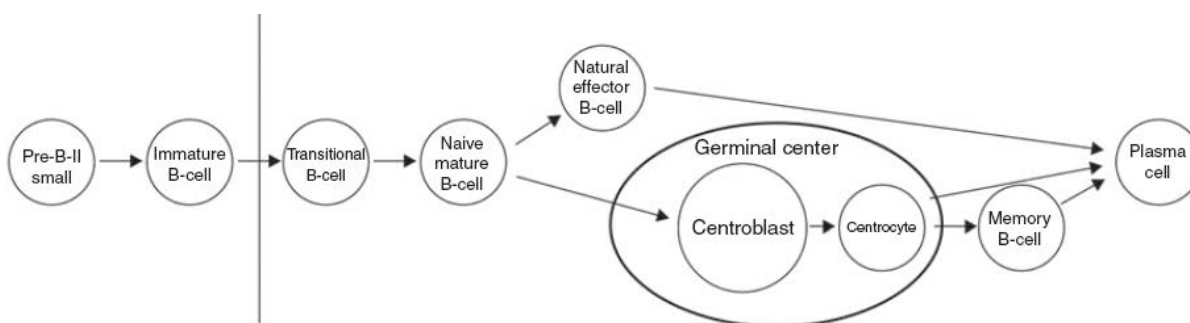 Pre-B-II
small
Immature
B-cell
Transitional
B-cell
Naive
mature
B-cell
Natural
effector
B-cell
Germinal center
Centroblast
Centrocyte
Memory
B-cell
Plasma
cell